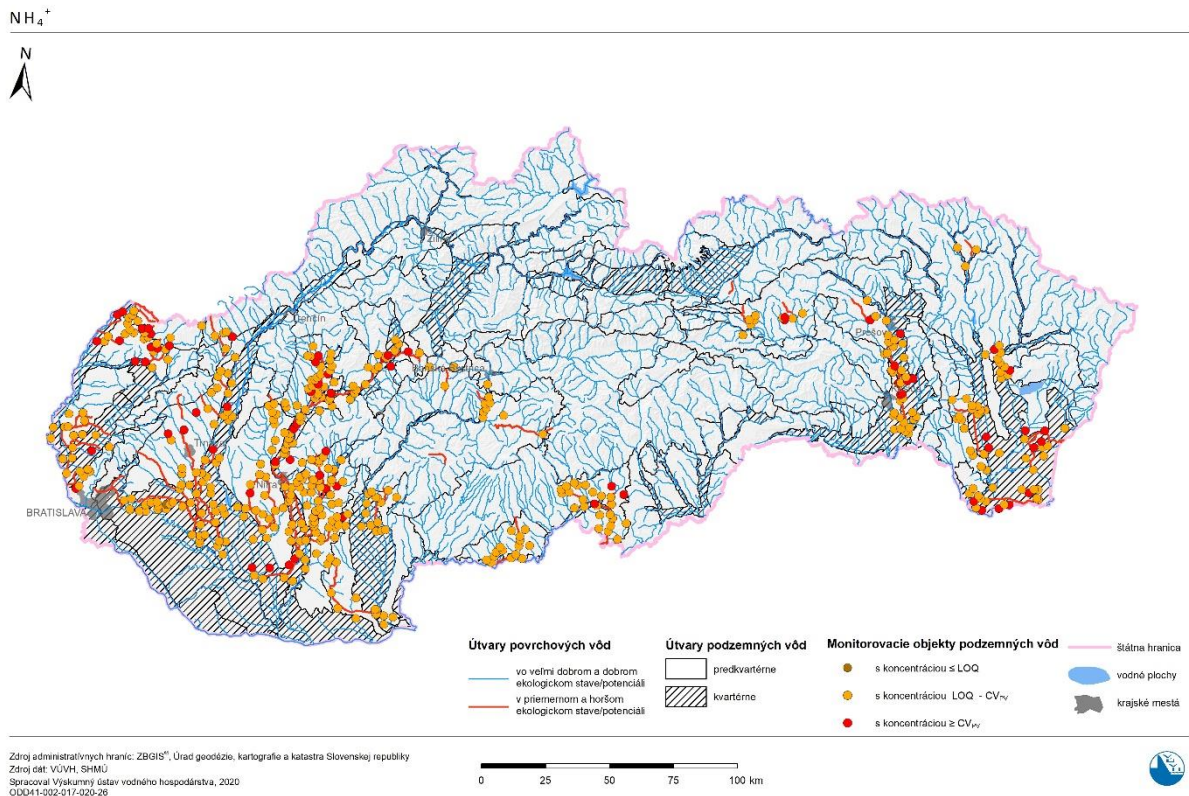 NH₄⁺
N
Žilina
Trenčín
Prešov
Banská Bystrica
Trnava
Nitra
BRATISLAVA
Útvary povrchových vôd
vo veľmi dobrom a dobrom
ekologickom stave/potenciáli
v priemernom a horšom
ekologickom stave/potenciáli
Útvary podzemných vôd
predkvartérne
kvartérne
Monitorovacie objekty podzemných vôd
s koncentráciou ≤ LOQ
s koncentráciou LOQ - CV
s koncentráciou ≥ CV
štátna hranica
vodné plochy
krajské mestá
Zdroj administratívnych hraníc: ZBGIS®, Úrad geodézie, kartografie a katastra Slovenskej republiky
Zdroj dát: VÚVH, SHMÚ
Spracoval Výskumný ústav vodného hospodárstva, 2020
ODD41-002-017-020-26
0 25 50 75 100 km